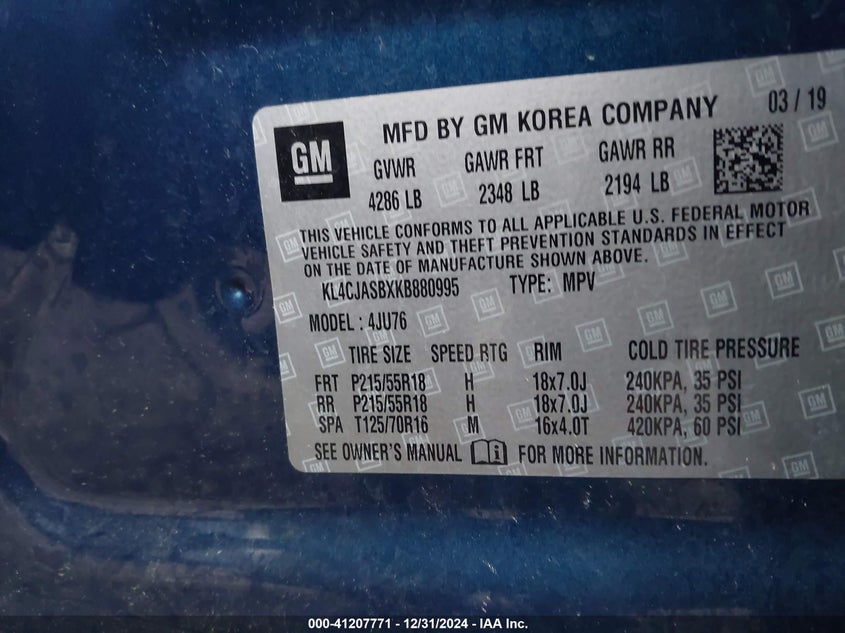 MFD BY GM KOREA COMPANY 03 / 19
GM
GVWR GAWR FRT GAWR RR
4286 LB 2348 LB 2194 LB
THIS VEHICLE CONFORMS TO ALL APPLICABLE U.S. FEDERAL MOTOR
VEHICLE SAFETY AND THEFT PREVENTION STANDARDS IN EFFECT
ON THE DATE OF MANUFACTURE SHOWN ABOVE.
KL4CJASBXKB880995 TYPE: MPV
MODEL : 4JU76
TIRE SIZE SPEED RTG RIM COLD TIRE PRESSURE
FRT P215/55R18 H 18x7.0J 240KPA, 35 PSI
RR P215/55R18 H 18x7.0J 240KPA, 35 PSI
SPA T125/70R16 M 16x4.0T 420KPA, 60 PSI
SEE OWNER'S MANUAL i FOR MORE INFORMATION.
000-41207771 - 12/31/2024 - IAA Inc.